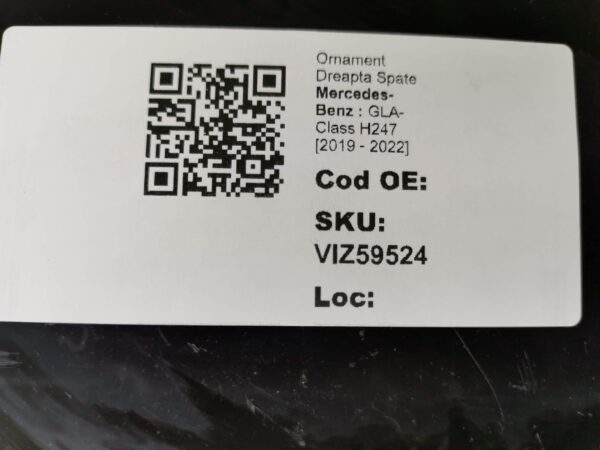 Ornament
Dreapta Spate
Mercedes-
Benz : GLA-
Class H247
[2019 - 2022]
Cod OE:
SKU:
VIZ59524
Loc: